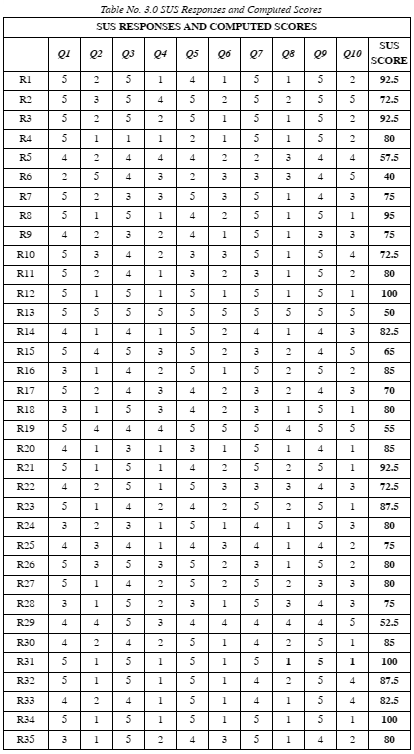 Table No. 3.0 SUS Responses and Compued Scores
SUS RESPONSES AND COMPUTED SCORES
Q1 Q2 Q3 Q4 Q5 Q6 Q7 Q8 Q9 Q10 SUS SCORE
R1 5 2 5 1 4 1 5 1 5 2 92.5
R2 5 3 5 4 5 2 5 2 5 5 72.5
R3 5 2 5 2 5 1 5 1 5 2 92.5
R4 5 1 1 1 2 1 5 1 5 2 80
R5 4 2 4 4 4 2 2 3 4 4 57.5
R6 2 5 4 3 2 3 3 3 4 5 40
R7 5 2 3 3 5 3 5 1 4 3 75
R8 5 1 5 1 4 2 5 1 5 1 95
R9 4 2 3 2 4 1 5 1 3 3 75
R10 5 3 4 2 3 3 5 1 5 4 72.5
R11 5 2 4 1 3 2 3 1 5 2 80
R12 5 1 5 1 5 1 5 1 5 1 100
R13 5 5 5 5 5 5 5 5 5 5 50
R14 4 1 4 1 5 2 4 1 4 3 82.5
R15 5 4 5 3 5 2 3 2 4 5 65
R16 3 1 4 2 5 1 5 2 5 2 85
R17 5 2 4 3 4 2 3 2 4 3 70
R18 3 1 5 3 4 2 3 1 5 1 80
R19 5 4 4 4 5 5 5 4 5 5 55
R20 4 1 3 1 3 1 5 1 4 1 85
R21 5 1 5 1 4 2 5 2 5 1 92.5
R22 4 2 5 1 5 3 3 3 4 3 72.5
R23 5 1 4 2 4 2 5 2 5 1 87.5
R24 3 2 3 1 5 1 4 1 5 3 80
R25 4 3 4 1 4 3 4 1 4 2 75
R26 5 3 5 3 5 2 3 1 5 2 80
R27 5 1 4 2 5 2 5 2 3 3 80
R28 3 1 5 2 3 1 5 3 4 3 75
R29 4 4 5 3 4 4 4 4 4 5 52.5
R30 4 2 4 2 5 1 4 2 5 1 85
R31 5 1 5 1 5 1 5 1 5 1 100
R32 5 1 5 1 5 1 4 2 5 4 87.5
R33 4 2 4 1 5 1 4 1 5 4 82.5
R34 5 1 5 1 5 1 5 1 5 1 100
R35 3 1 5 2 4 3 5 1 4 2 80